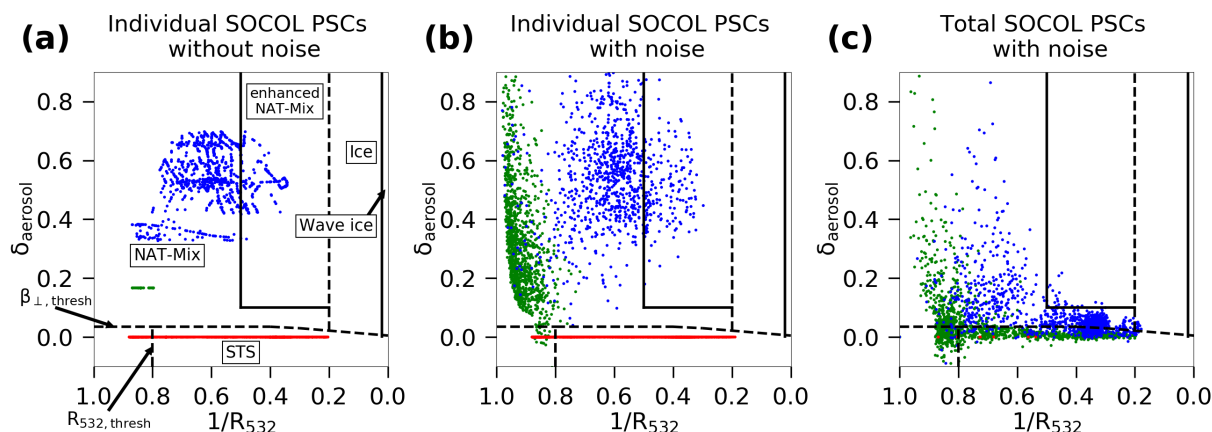 (a) Individual SOCOL PSCs
without noise
(b) Individual SOCOL PSCs
with noise
(c) Total SOCOL PSCs
with noise
0.8
0.6
0.4
0.2
0.0
δaerosol
enhanced
NAT-Mix
Ice
Wave ice
NAT-Mix
β⊥, thresh
STS
R532, thresh
1.0 0.8 0.6 0.4 0.2 0.0
1/R532
0.8
0.6
0.4
0.2
0.0
δaerosol
1.0 0.8 0.6 0.4 0.2 0.0
1/R532
0.8
0.6
0.4
0.2
0.0
δaerosol
1.0 0.8 0.6 0.4 0.2 0.0
1/R532